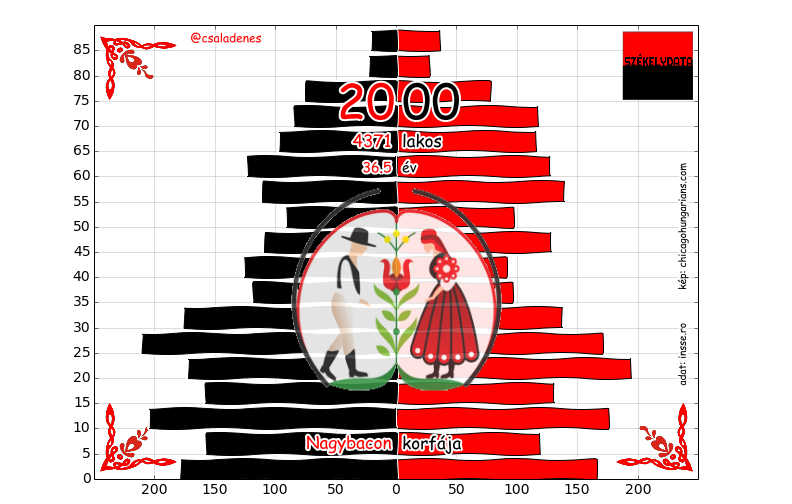 @csaladenes
SZÉKELYDATA
2000
4371 lakos
36.5 év
kép: chicagohungarians.com
adat: insse.ro
Nagybacon korfája
85
80
75
70
65
60
55
50
45
40
35
30
25
20
15
10
5
0
200 150 100 50 0 50 100 150 200